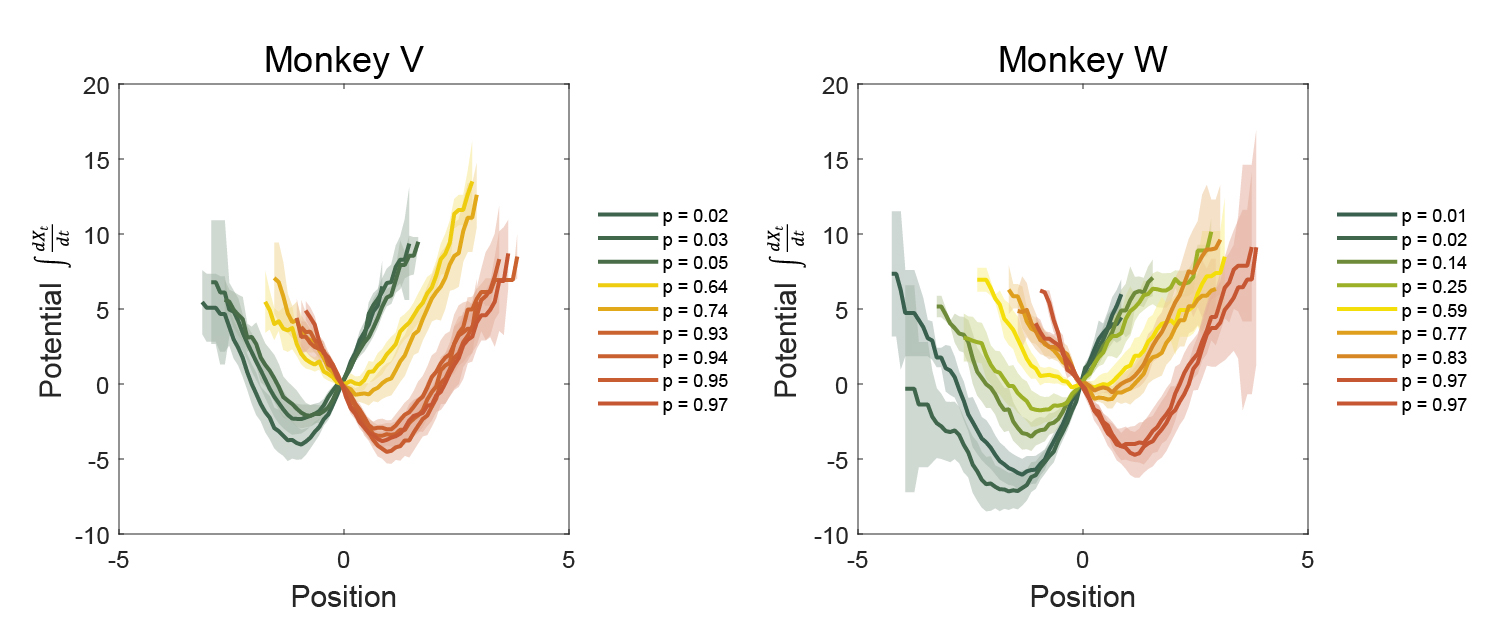 Monkey V
20
15
10
5
0
-5
-10
-5
0
5
Potential ∫ dXₜ/dt
Position
p = 0.02
p = 0.03
p = 0.05
p = 0.64
p = 0.74
p = 0.93
p = 0.94
p = 0.95
p = 0.97
Monkey W
20
15
10
5
0
-5
-10
-5
0
5
Potential ∫ dXₜ/dt
Position
p = 0.01
p = 0.02
p = 0.14
p = 0.25
p = 0.59
p = 0.77
p = 0.83
p = 0.97
p = 0.97